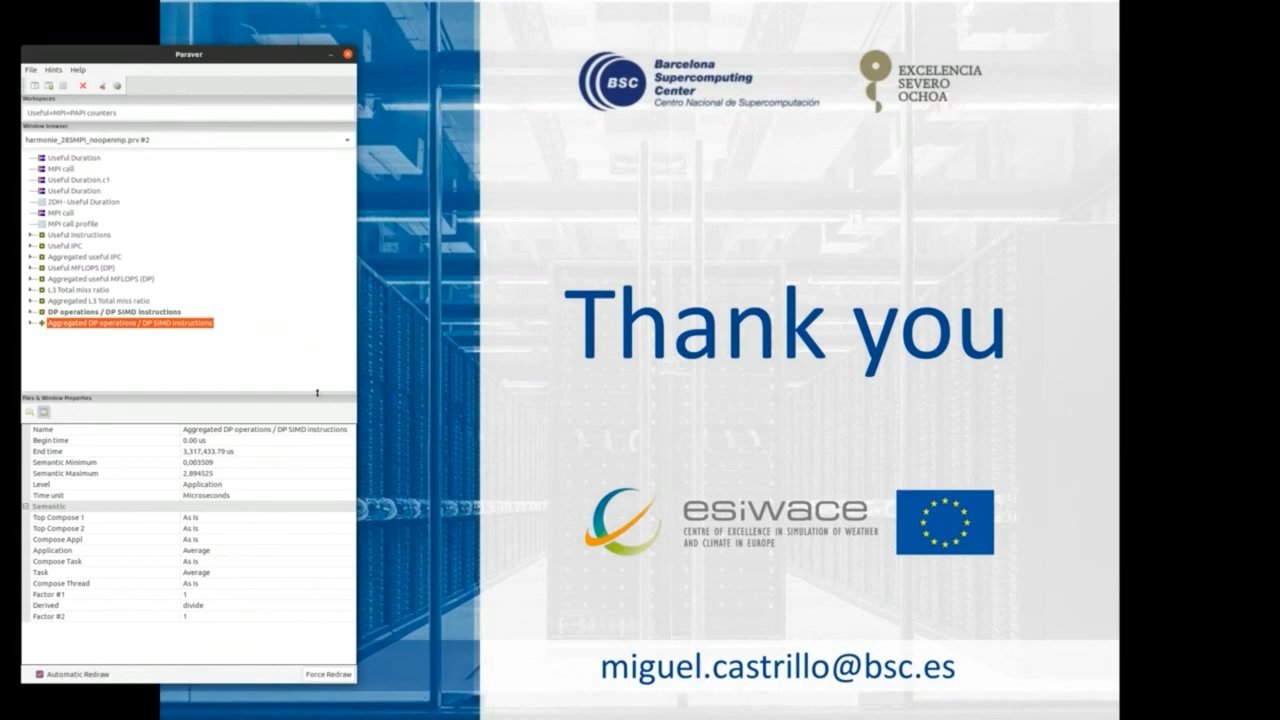 Paraver
File Hints Help
Workspaces
Useful+MPI+PAPI counters
Window browser
harmonie_285MPI_noopenmp.prv #2
Useful Duration
MPI call
Useful Duration.c1
Useful Duration
2DH - Useful Duration
MPI call
MPI call profile
Useful Instructions
Useful IPC
Aggregated useful IPC
Useful MFLOPS (DP)
Aggregated useful MFLOPS (DP)
L3 Total miss ratio
Aggregated L3 Total miss ratio
DP operations / DP SIMD instructions
Aggregated DP operations / DP SIMD instructions
Files & Window Properties
Name Aggregated DP operations / DP SIMD instructions
Begin time 0.00 us
End time 3,317,433.79 us
Semantic Minimum 0,003509
Semantic Maximum 2,894525
Level Application
Time unit Microseconds
Semantic
Top Compose 1 As Is
Top Compose 2 As Is
Compose Appl As Is
Application Average
Compose Task As Is
Task Average
Compose Thread As Is
Factor #1 1
Derived divide
Factor #2 1
Automatic Redraw Force Redraw
BSC
Barcelona
Supercomputing
Center
Centro Nacional de Supercomputación
EXCELENCIA
SEVERO
OCHOA
Thank you
esiwace
CENTRE OF EXCELLENCE IN SIMULATION OF WEATHER
AND CLIMATE IN EUROPE
miguel.castrillo@bsc.es